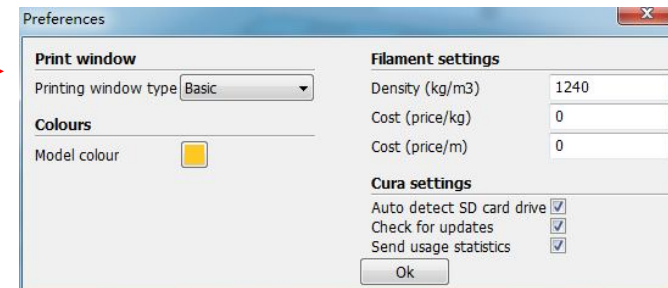 Preferences
Print window
Printing window type Basic
Colours
Model colour
Filament settings
Density (kg/m3) 1240
Cost (price/kg) 0
Cost (price/m) 0
Cura settings
Auto detect SD card drive
Check for updates
Send usage statistics
Ok